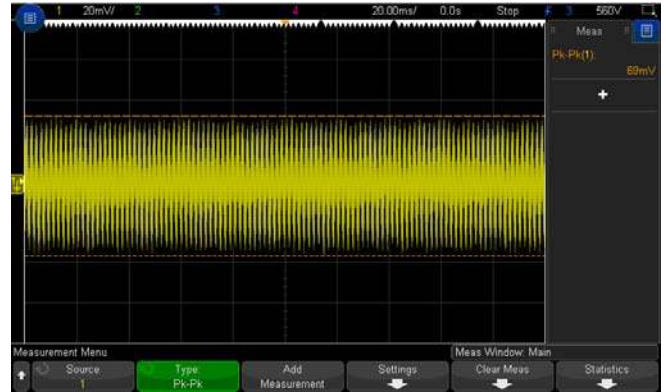 1 20mV/ 2 3 4 20.00ms/ 0.0s Stop 3 560V
Meas
Pk-Pk(1):
69mV
Measurement Menu
Meas Window: Main
Source
1
Type:
Pk-Pk
Add
Measurement
Settings
Clear Meas
Statistics